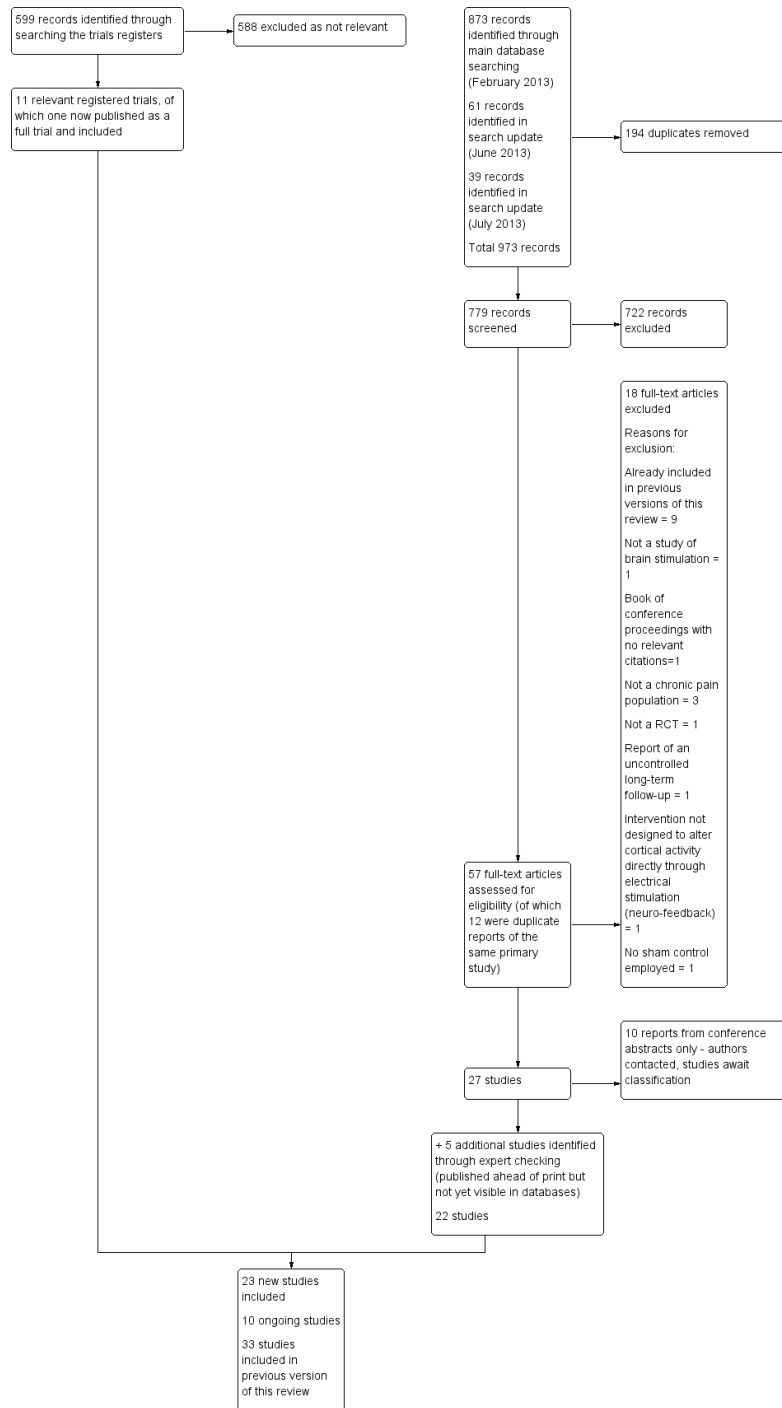 599 records identified through
searching the trials registers
588 excluded as not relevant
11 relevant registered trials, of
which one now published as a
full trial and included
873 records
identified through
main database
searching
(February 2013)
61 records
identified in
search update
(June 2013)
39 records
identified in
search update
(July 2013)
Total 973 records
194 duplicates removed
779 records
screened
722 records
excluded
18 full-text articles
excluded
Reasons for
exclusion:
Already included
in previous
versions of this
review = 9
Not a study of
brain stimulation =
1
Book of
conference
proceedings with
no relevant
citations=1
Not a chronic pain
population = 3
Not a RCT = 1
Report of an
uncontrolled
long-term
follow-up = 1
Intervention not
designed to alter
cortical activity
directly through
electrical
stimulation
(neuro-feedback)
= 1
No sham control
employed = 1
57 full-text articles
assessed for
eligibility (of which
12 were duplicate
reports of the
same primary
study)
10 reports from conference
abstracts only - authors
contacted, studies await
classification
27 studies
+ 5 additional studies identified
through expert checking
(published ahead of print but
not yet visible in databases)
22 studies
23 new studies
included
10 ongoing studies
33 studies
included in
previous version
of this review